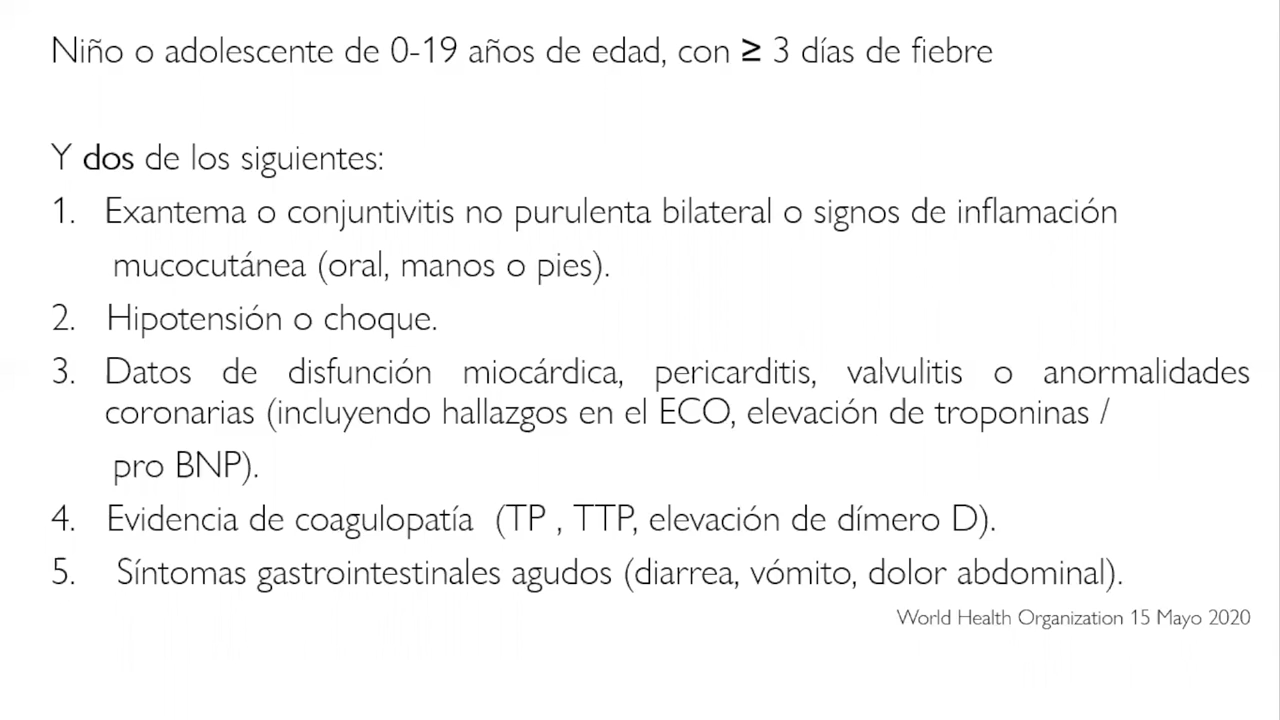 Niño o adolescente de 0-19 años de edad, con ≥ 3 días de fiebre
Y dos de los siguientes:
1. Exantema o conjuntivitis no purulenta bilateral o signos de inflamación
mucocutánea (oral, manos o pies).
2. Hipotensión o choque.
3. Datos de disfunción miocárdica, pericarditis, valvulitis o anormalidades
coronarias (incluyendo hallazgos en el ECO, elevación de troponinas /
pro BNP).
4. Evidencia de coagulopatía (TP , TTP, elevación de dímero D).
5. Síntomas gastrointestinales agudos (diarrea, vómito, dolor abdominal).
World Health Organization 15 Mayo 2020